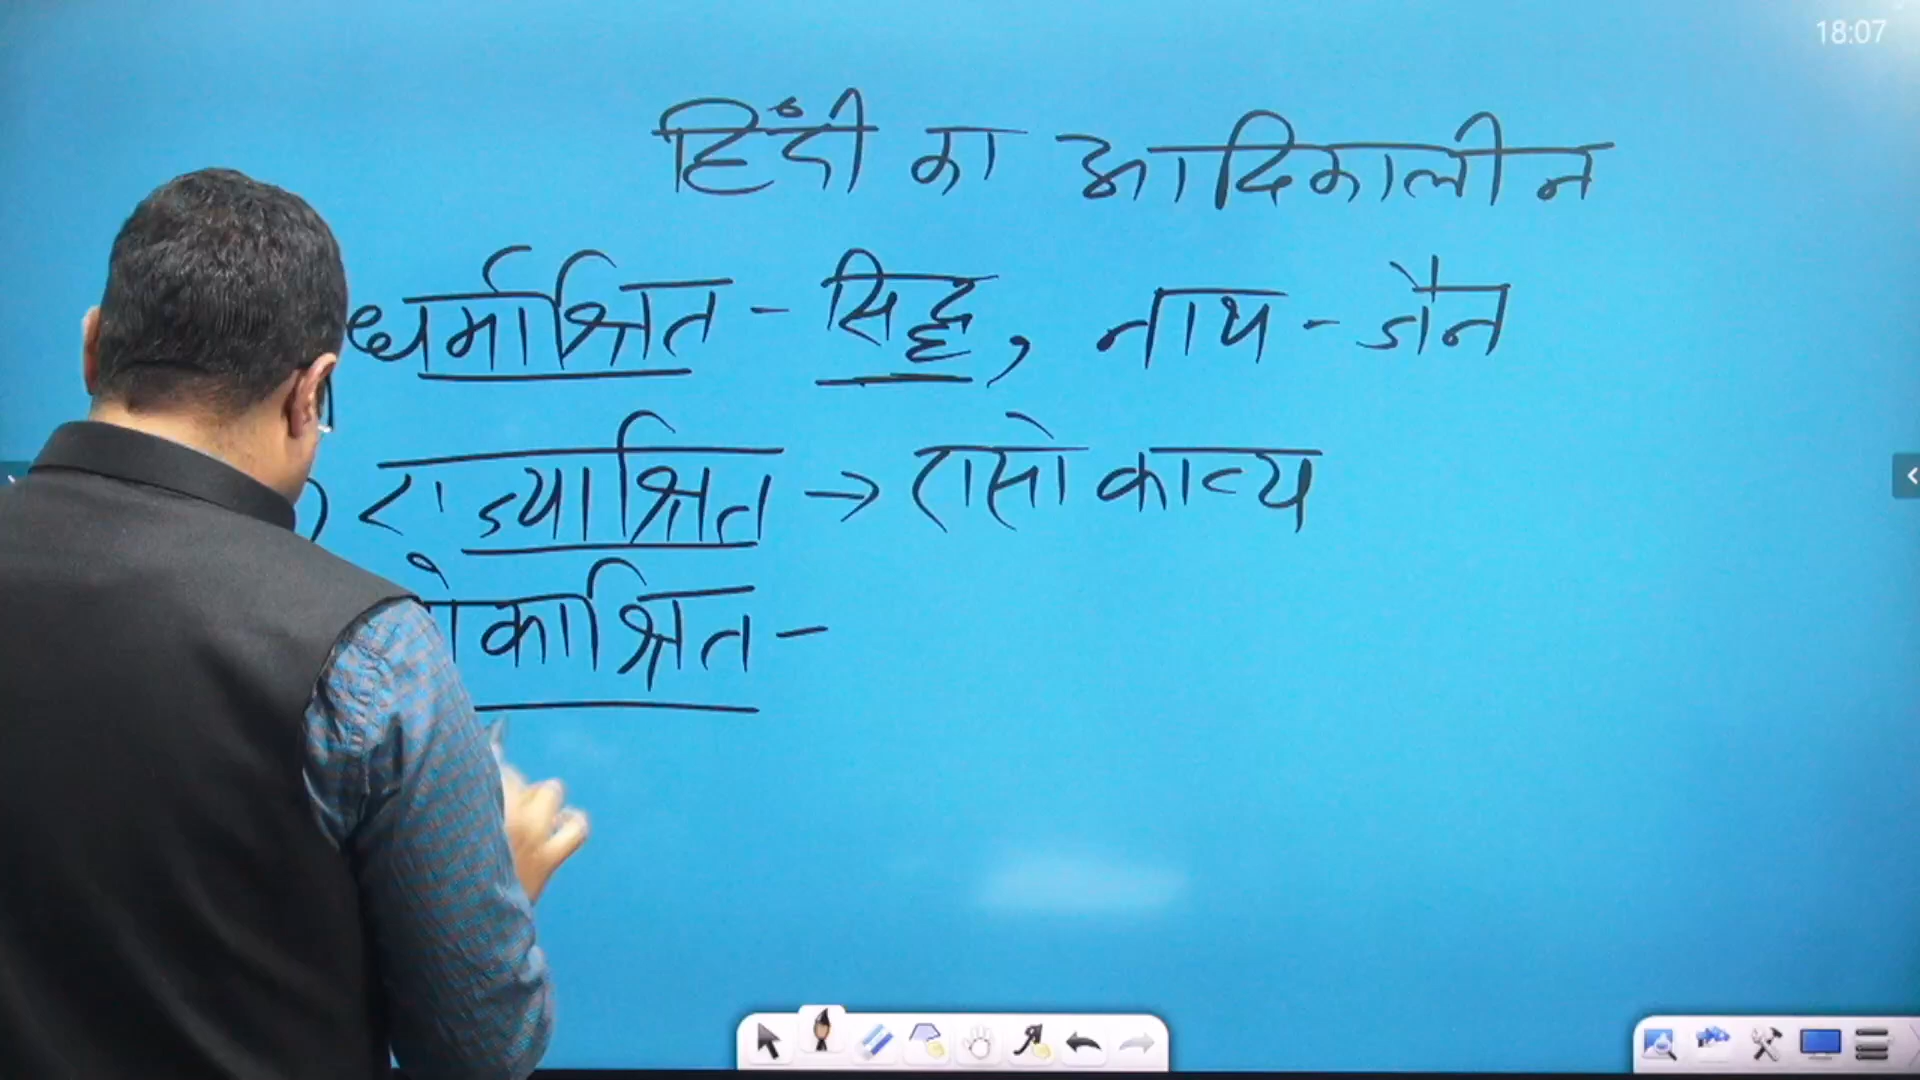 18:07
हिंदी का आदिकालीन
धर्माश्रित - सिद्ध, नाथ - जैन
राज्याश्रित → रासो काव्य